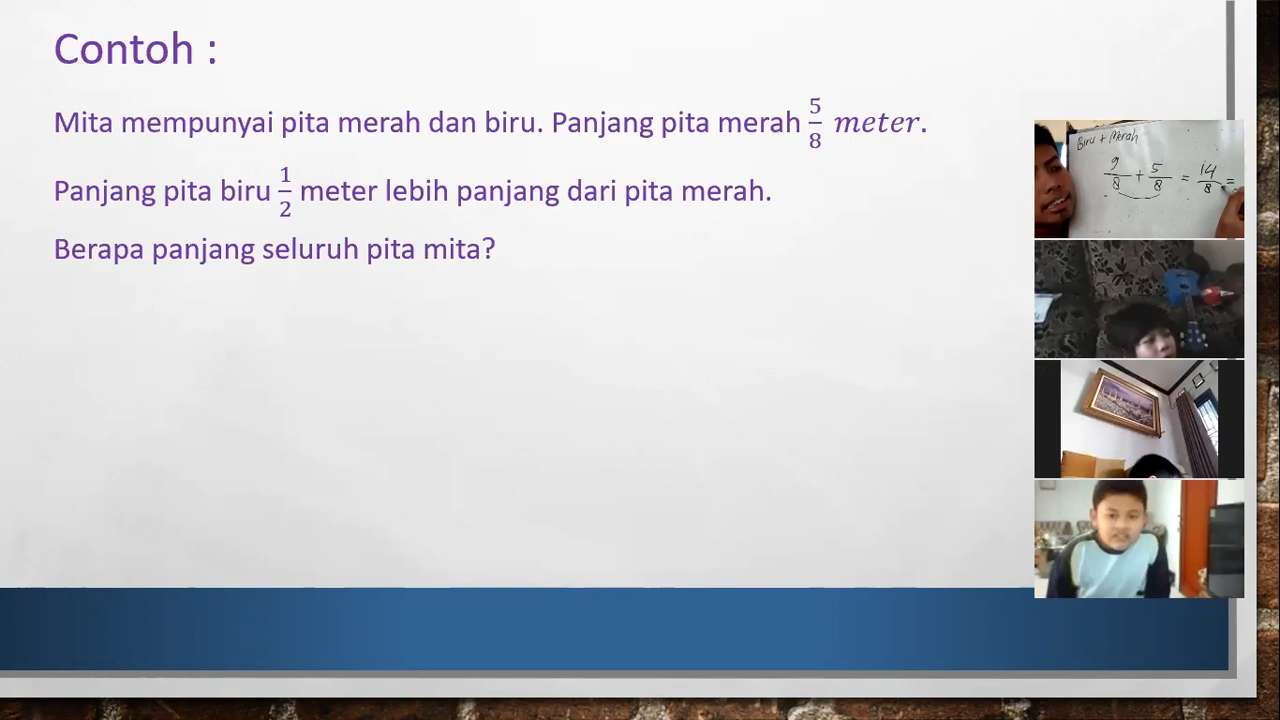 Contoh :
Mita mempunyai pita merah dan biru. Panjang pita merah 5/8 meter.
Panjang pita biru 1/2 meter lebih panjang dari pita merah.
Berapa panjang seluruh pita mita?
Biru + Merah
9/8 + 5/8 = 14/8 =